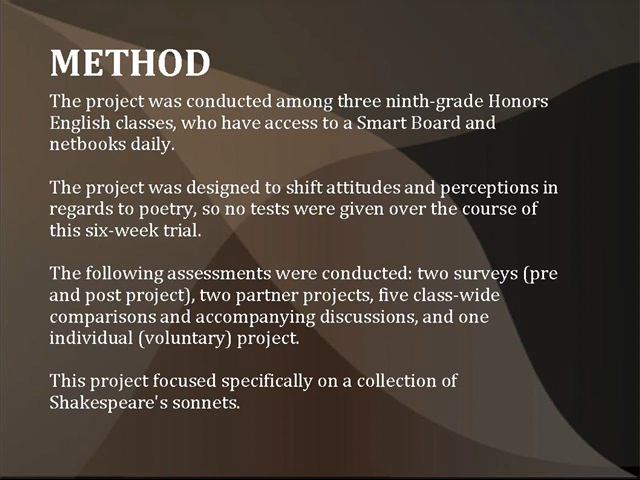 METHOD
The project was conducted among three ninth-grade Honors
English classes, who have access to a Smart Board and
netbooks daily.
The project was designed to shift attitudes and perceptions in
regards to poetry, so no tests were given over the course of
this six-week trial.
The following assessments were conducted: two surveys (pre
and post project), two partner projects, five class-wide
comparisons and accompanying discussions, and one
individual (voluntary) project.
This project focused specifically on a collection of
Shakespeare's sonnets.